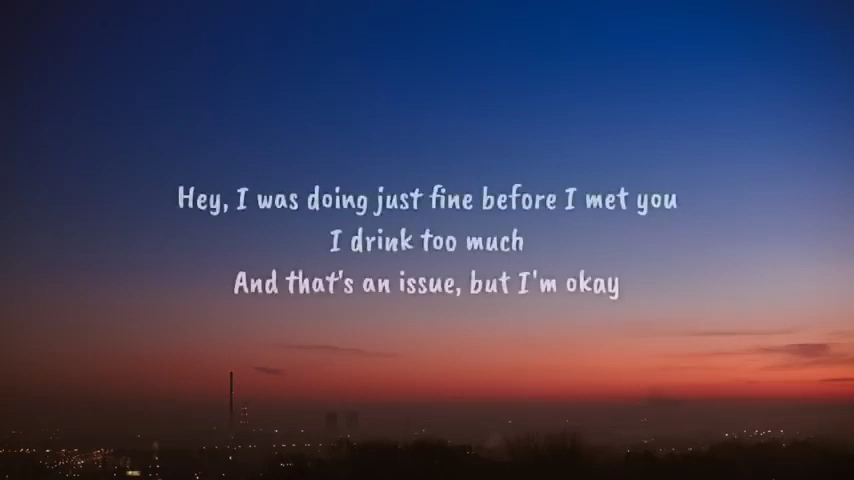 Hey, I was doing just fine before I met you
I drink too much
And that's an issue, but I'm okay